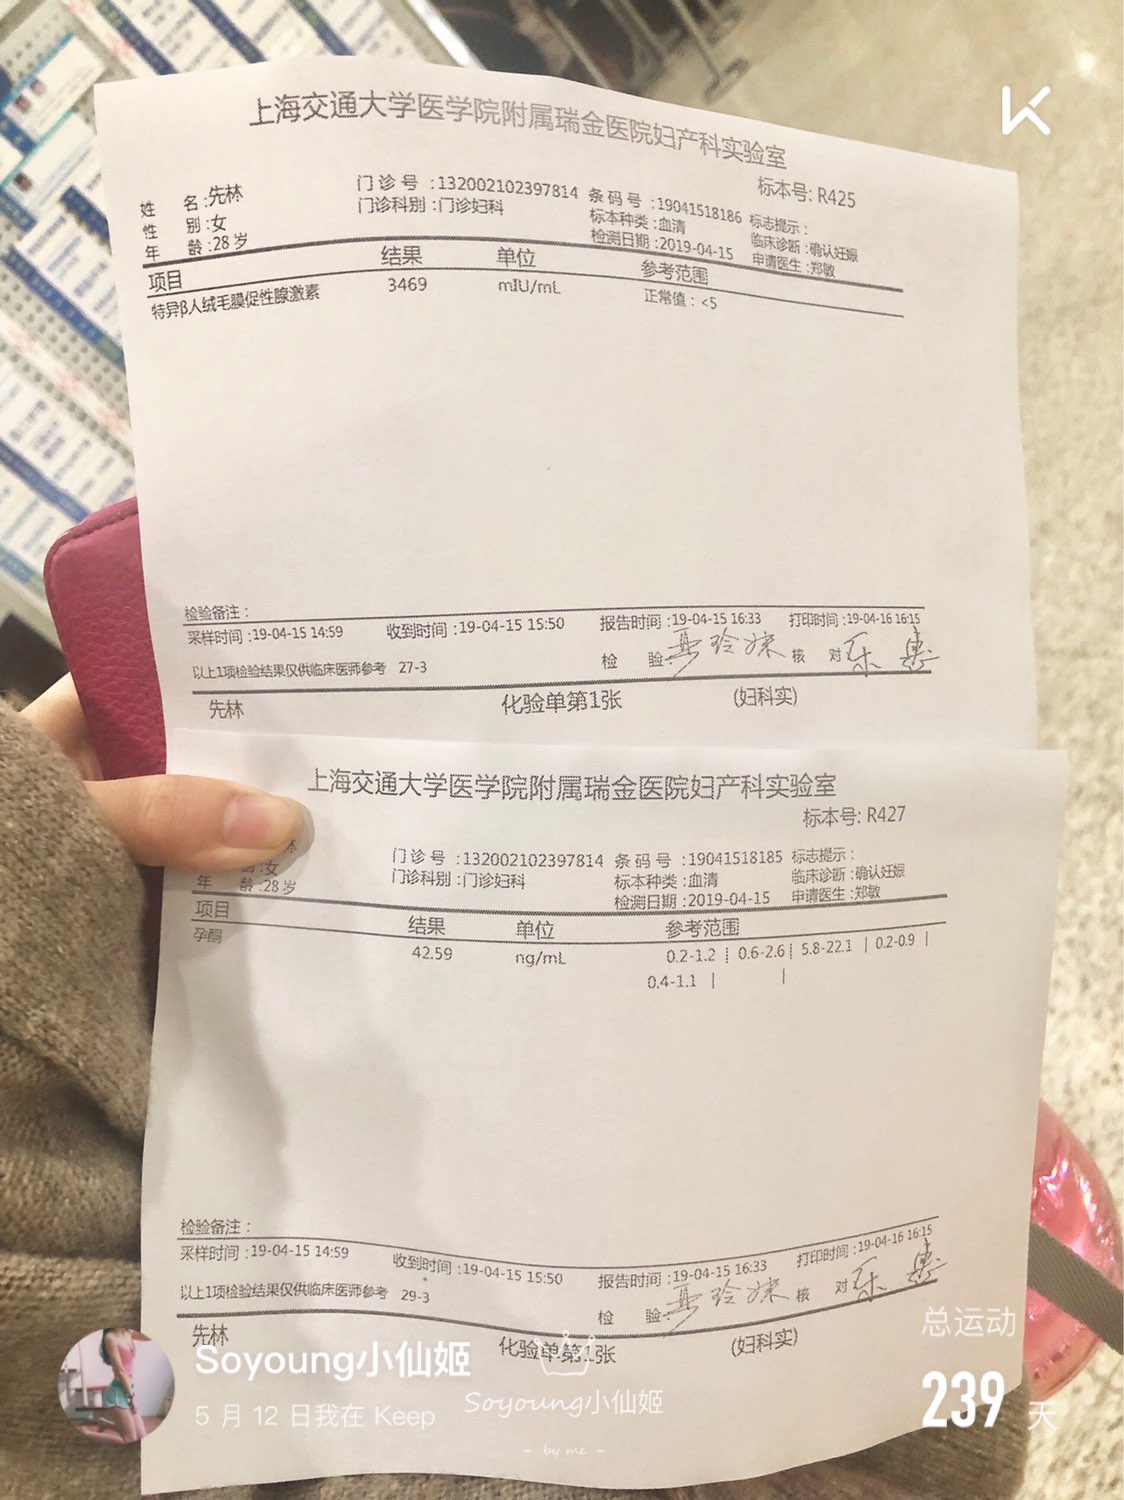 上海交通大学医学院附属瑞金医院妇产科实验室
标本号: R425
姓 名:先林 门诊号:132002102397814 条码号:19041518186 标志提示:
性 别:女 门诊科别:门诊妇科 标本种类:血清 临床诊断:确认妊娠
年 龄:28岁 检测日期:2019-04-15 申请医生:郑敏
项目 结果 单位 参考范围
特异β人绒毛膜促性腺激素 3469 mIU/mL 正常值: <5
检验备注:
采样时间:19-04-15 14:59 收到时间:19-04-15 15:50 报告时间:19-04-15 16:33 打印时间:19-04-16 16:15
以上1项检验结果仅供临床医师参考 27-3 检 验: 核 对
先林 化验单第1张 (妇科实)
上海交通大学医学院附属瑞金医院妇产科实验室
标本号: R427
林 门诊号:132002102397814 条码号:19041518185 标志提示:
别:女 门诊科别:门诊妇科 标本种类:血清 临床诊断:确认妊娠
年 龄:28岁 检测日期:2019-04-15 申请医生:郑敏
项目 结果 单位 参考范围
孕酮 42.59 ng/mL 0.2-1.2 | 0.6-2.6 | 5.8-22.1 | 0.2-0.9 |
0.4-1.1 | |
检验备注:
采样时间:19-04-15 14:59 收到时间:19-04-15 15:50 报告时间:19-04-15 16:33 打印时间:19-04-16 16:15
以上1项检验结果仅供临床医师参考 29-3 检 验: 核 对
先林 化验单第1张 (妇科实)
总运动
Soyoung小仙姬
5 月 12 日我在 Keep
239 天
Soyoung小仙姬
- by me -